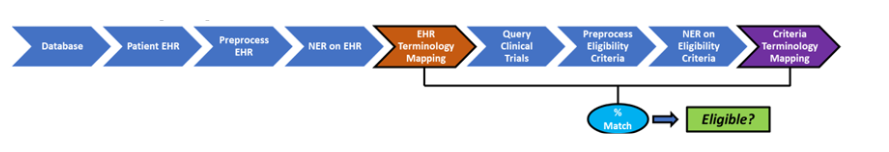 Database
Patient EHR
Preprocess
EHR
NER on EHR
EHR
Terminology
Mapping
Query
Clinical
Trials
Preprocess
Eligibility
Criteria
NER on
Eligibility
Criteria
Criteria
Terminology
Mapping
%
Match
Eligible?